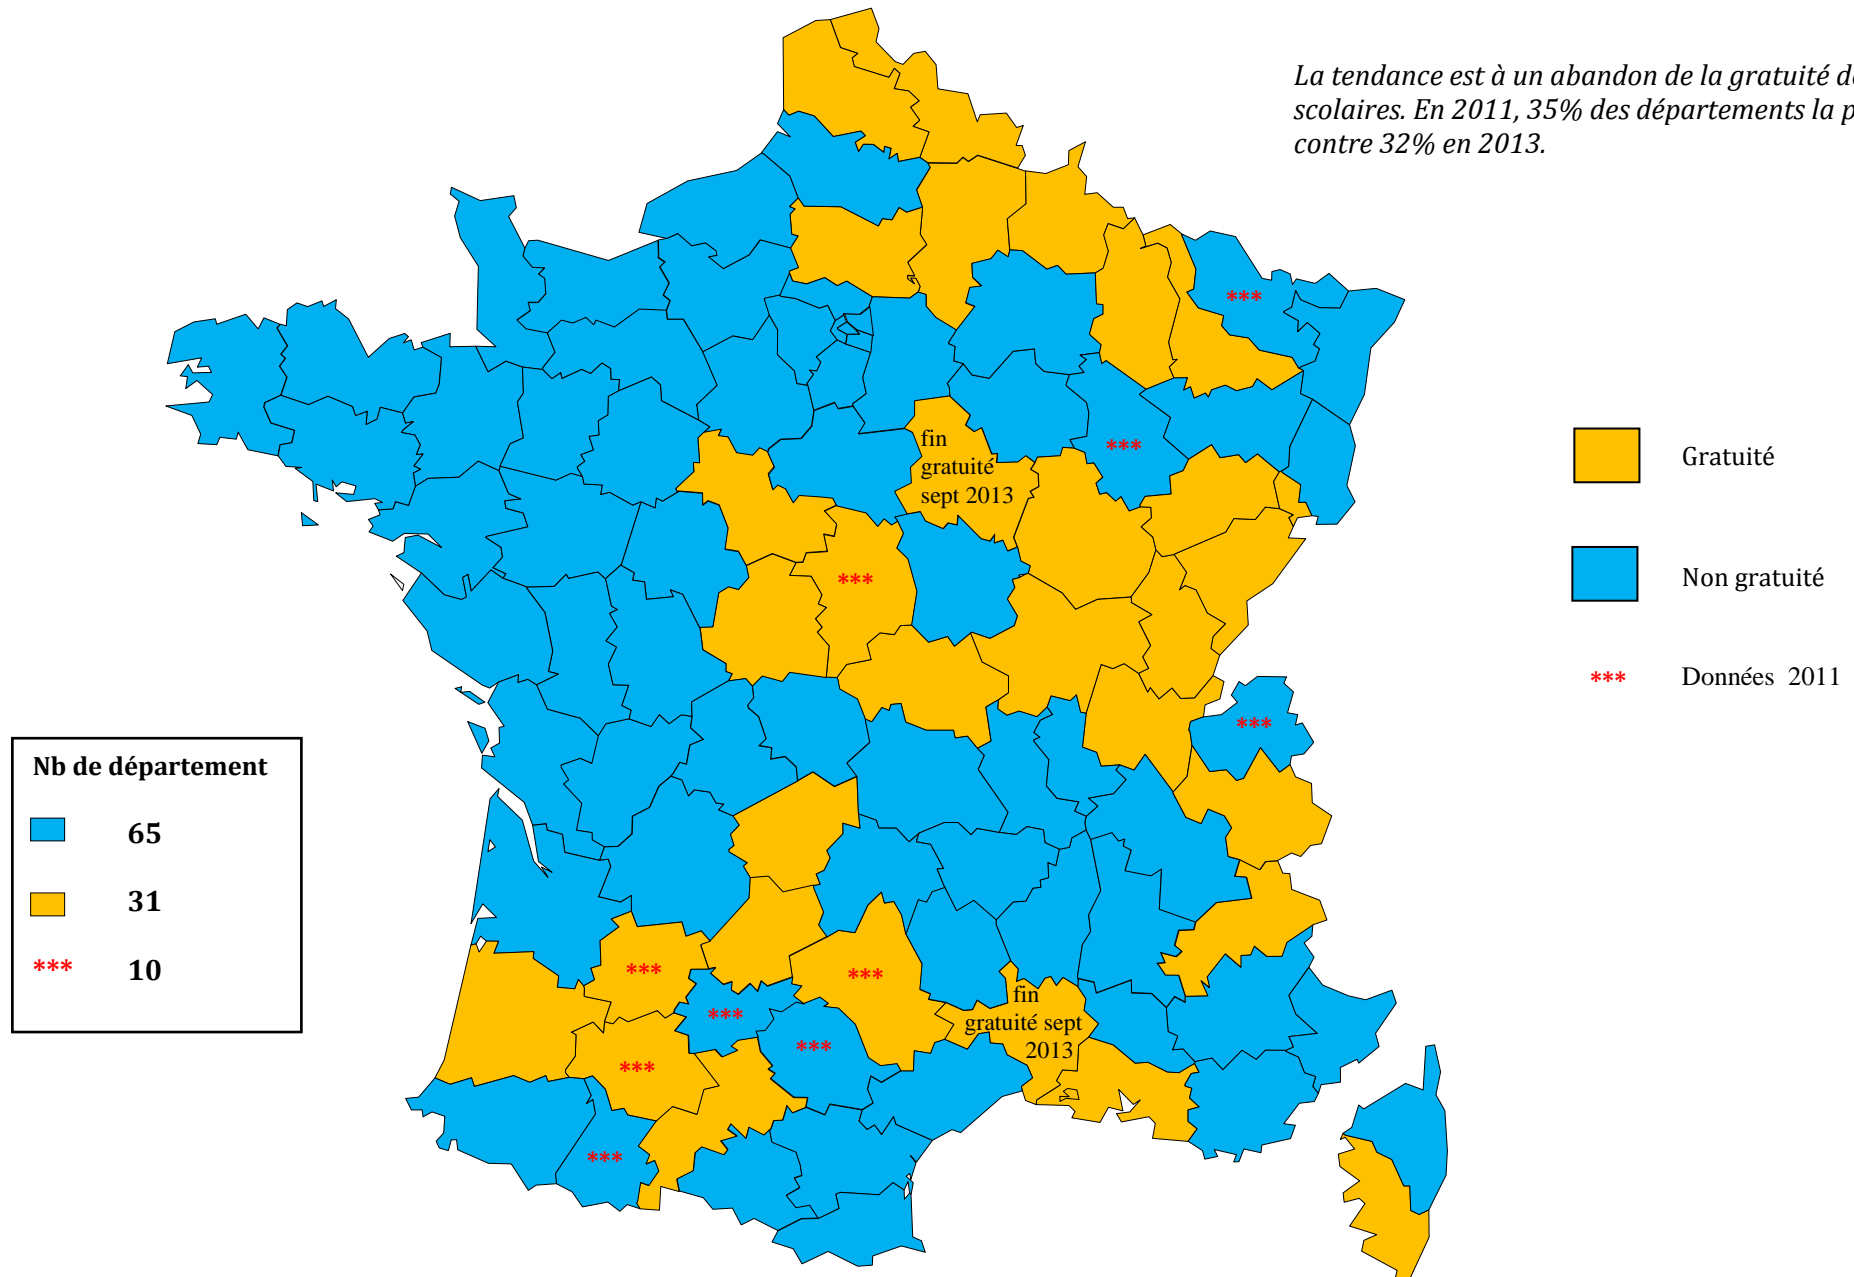 La tendance est à un abandon de la gratuité
scolaires. En 2011, 35% des départements la
contre 32% en 2013.
***
fin
gratuité
sept 2013
***
***
Gratuité
Non gratuité
*** Données 2011
***
Nb de département
65
31
*** 10
***
***
***
***
***
***
fin
gratuité sept
2013